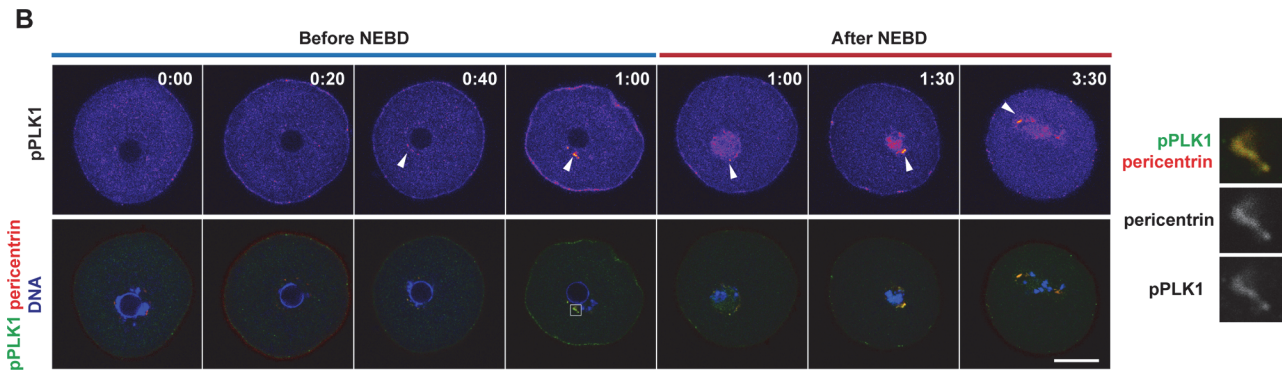 B
Before NEBD
After NEBD
pPLK1
0:00
0:20
0:40
1:00
1:00
1:30
3:30
pPLK1 pericentrin
DNA
pPLK1
pericentrin
pericentrin
pPLK1